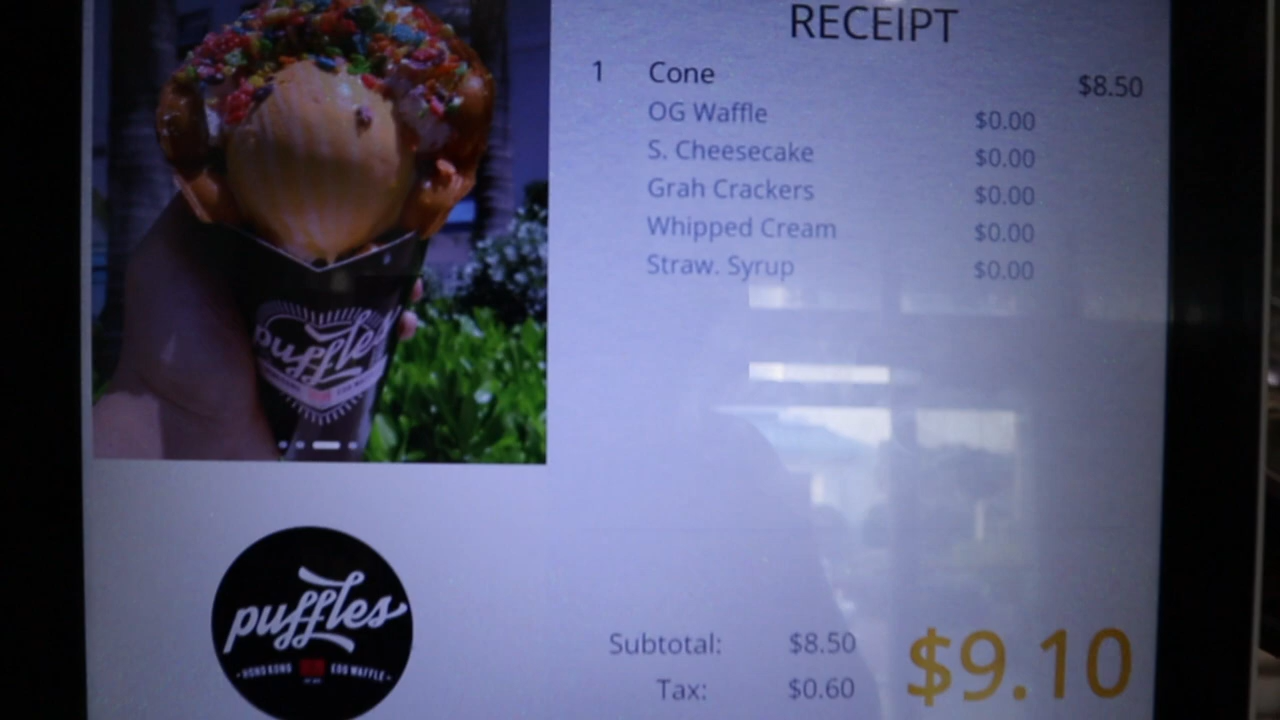 RECEIPT
1 Cone $8.50
OG Waffle $0.00
S. Cheesecake $0.00
Grah Crackers $0.00
Whipped Cream $0.00
Straw. Syrup $0.00
puffles
EGG WAFFLE
puffles
HONG KONG EGG WAFFLE
Subtotal: $8.50
Tax: $0.60
$9.10